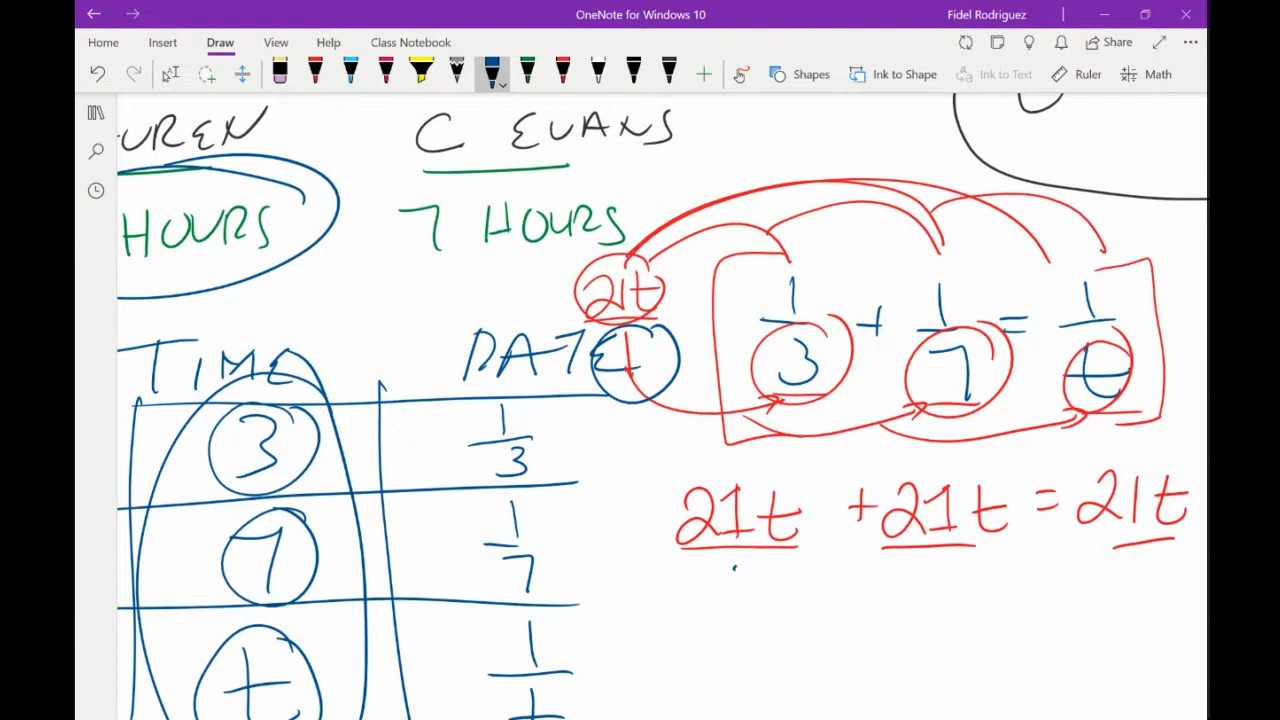 OneNote for Windows 10
Fidel Rodriguez
Home Insert Draw View Help Class Notebook
Share
Shapes Ink to Shape Ink to Text Ruler Math
UREN C EVANS
HOURS 7 HOURS
21t
1/3 + 1/7 = 1/t
TIME RATE
3 1/3
7 1/7
t 1/t
21t + 21t = 21t